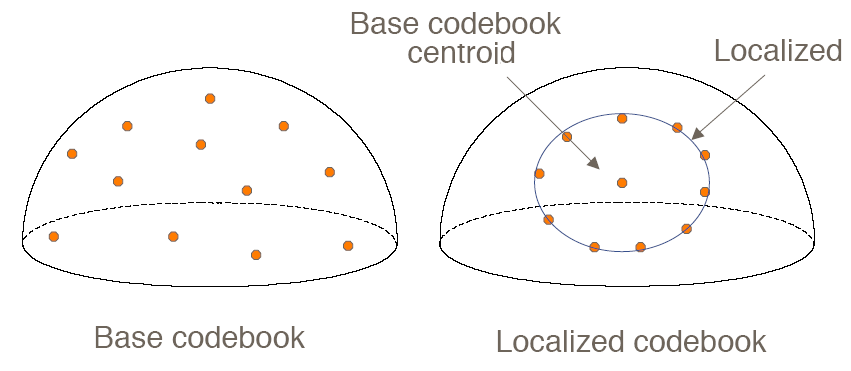 Base codebook
centroid
Localized
Base codebook
Localized codebook